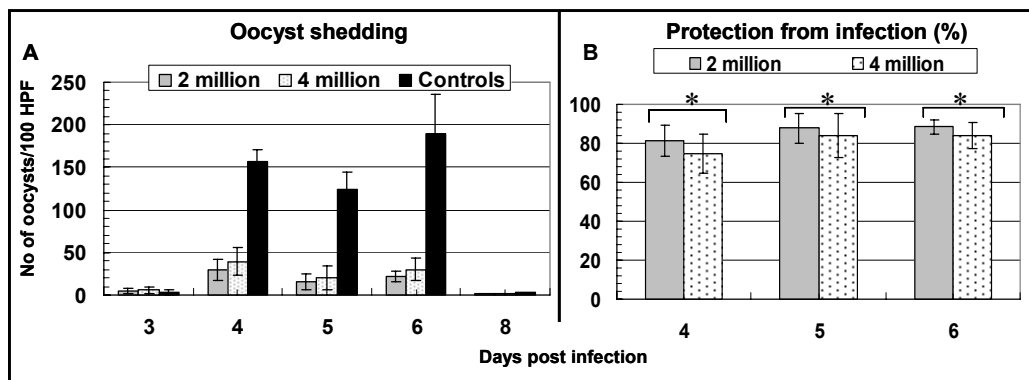 A
Oocyst shedding
2 million 4 million Controls
No of oocysts/100 HPF
250
200
150
100
50
0
3 4 5 6 8
B
Protection from infection (%)
2 million 4 million
* * *
100
80
60
40
20
0
4 5 6
Days post infection